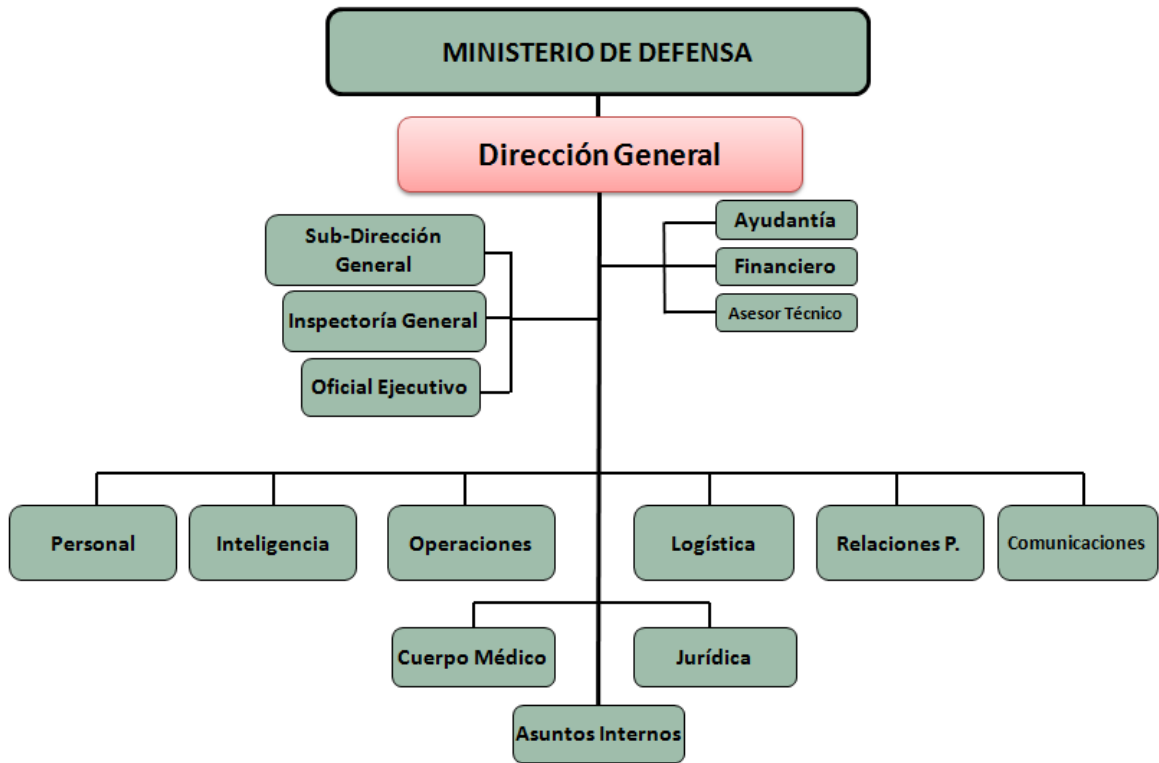 MINISTERIO DE DEFENSA
Dirección General
Sub-Dirección
General
Inspectoría General
Oficial Ejecutivo
Ayudantía
Financiero
Asesor Técnico
Personal
Inteligencia
Operaciones
Logística
Relaciones P.
Comunicaciones
Cuerpo Médico
Jurídica
Asuntos Internos